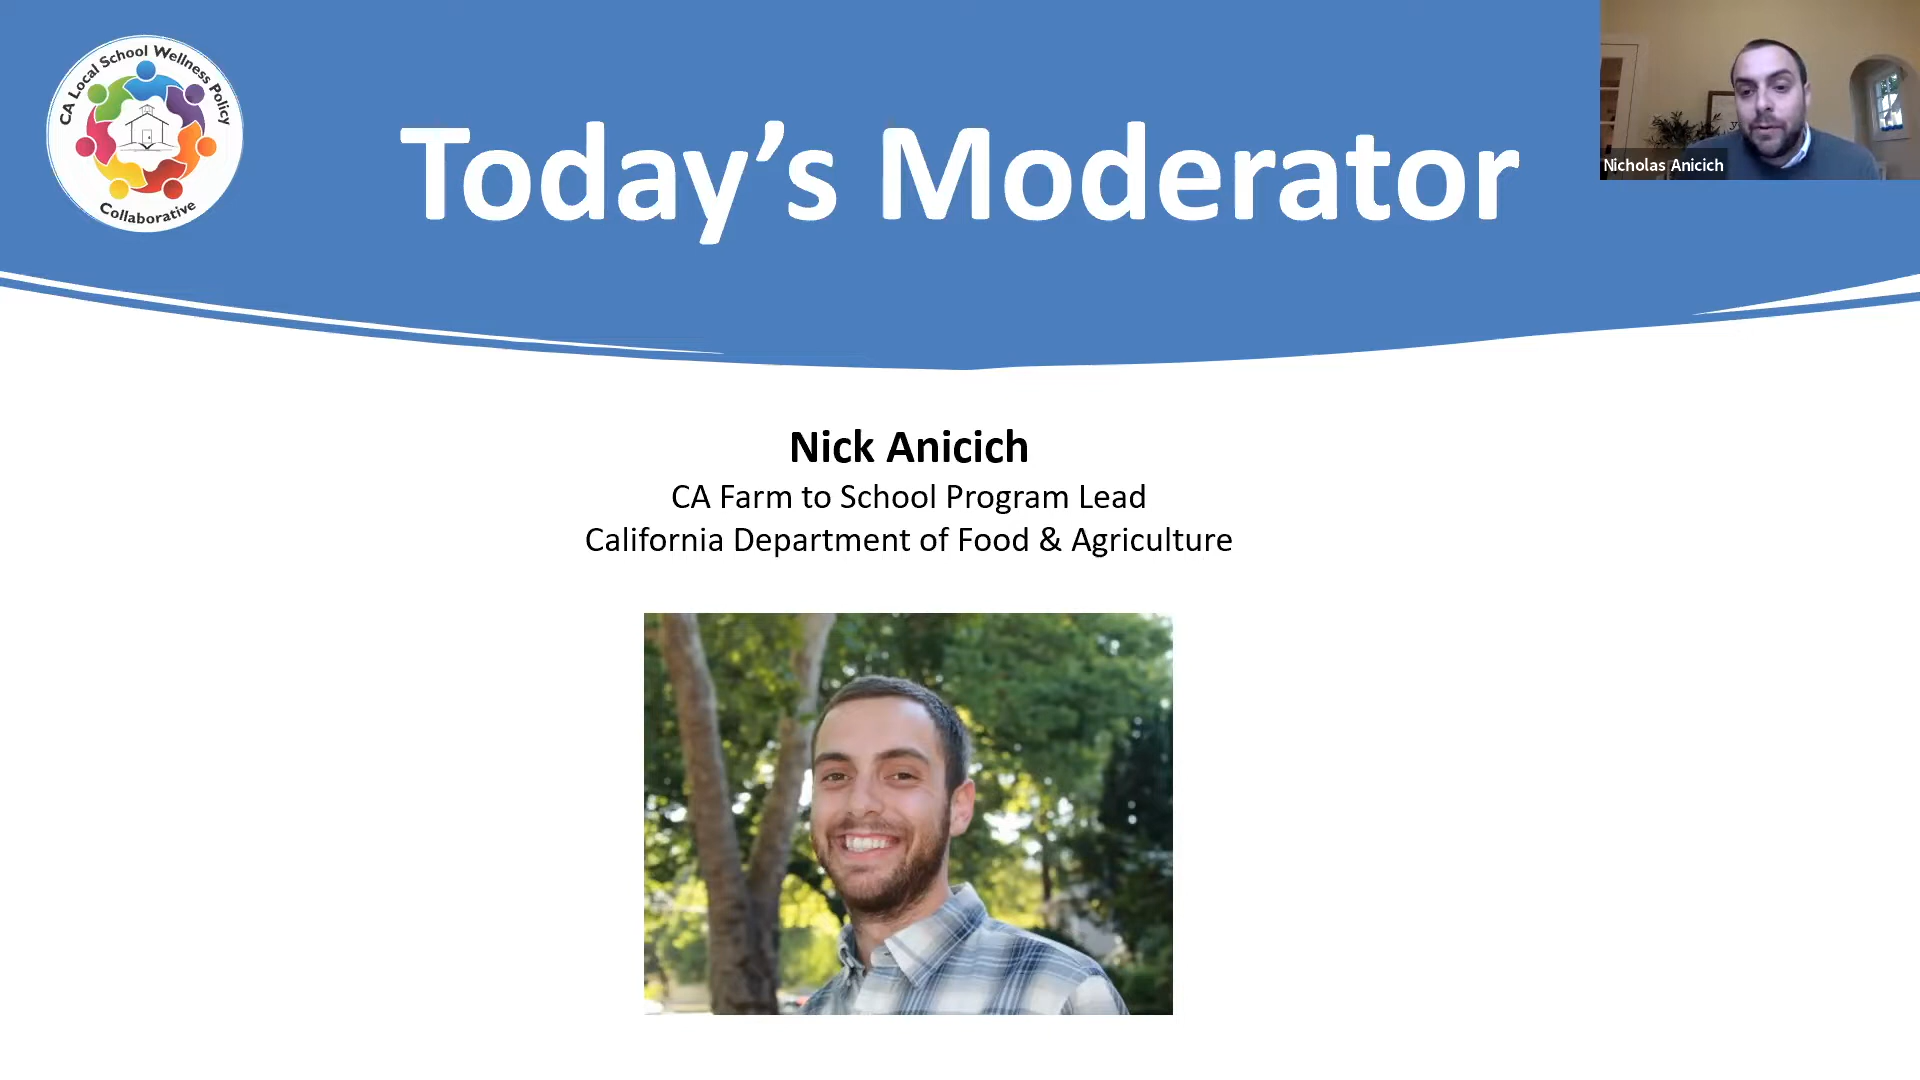 CA Local School Wellness Policy
Collaborative
Today’s Moderator
Nicholas Anicich
Nick Anicich
CA Farm to School Program Lead
California Department of Food & Agriculture